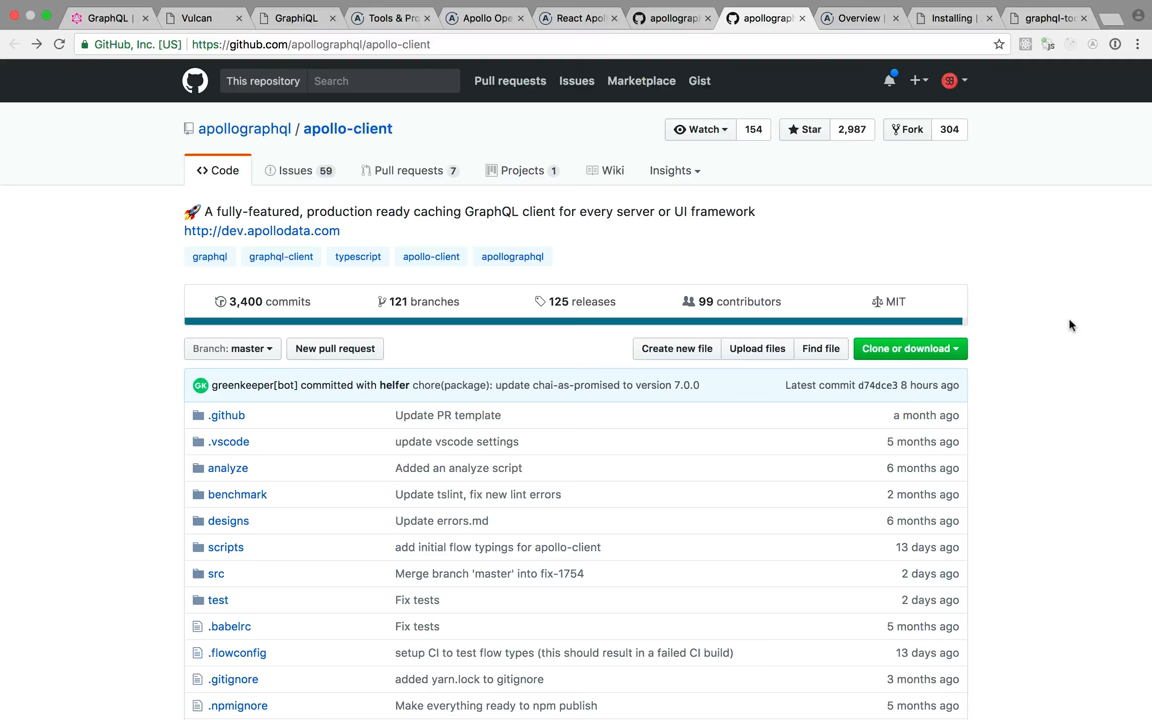 GraphQL |
Vulcan
GraphiQL
Tools & Pro
Apollo Ope
React Apol
apollograp
apollograp
Overview |
Installing |
graphql-to
GitHub, Inc. [US] | https://github.com/apollographql/apollo-client
This repository Search Pull requests Issues Marketplace Gist
apollographql / apollo-client
Watch 154 Star 2,987 Fork 304
Code Issues 59 Pull requests 7 Projects 1 Wiki Insights
A fully-featured, production ready caching GraphQL client for every server or UI framework
http://dev.apollodata.com
graphql graphql-client typescript apollo-client apollographql
3,400 commits 121 branches 125 releases 99 contributors MIT
Branch: master New pull request Create new file Upload files Find file Clone or download
GK greenkeeper[bot] committed with helfer chore(package): update chai-as-promised to version 7.0.0 Latest commit d74dce3 8 hours ago
.github Update PR template a month ago
.vscode update vscode settings 5 months ago
analyze Added an analyze script 6 months ago
benchmark Update tslint, fix new lint errors 2 months ago
designs Update errors.md 6 months ago
scripts add initial flow typings for apollo-client 13 days ago
src Merge branch 'master' into fix-1754 2 days ago
test Fix tests 2 days ago
.babelrc Fix tests 5 months ago
.flowconfig setup CI to test flow types (this should result in a failed CI build) 13 days ago
.gitignore added yarn.lock to gitignore 3 months ago
.npmignore Make everything ready to npm publish 5 months ago